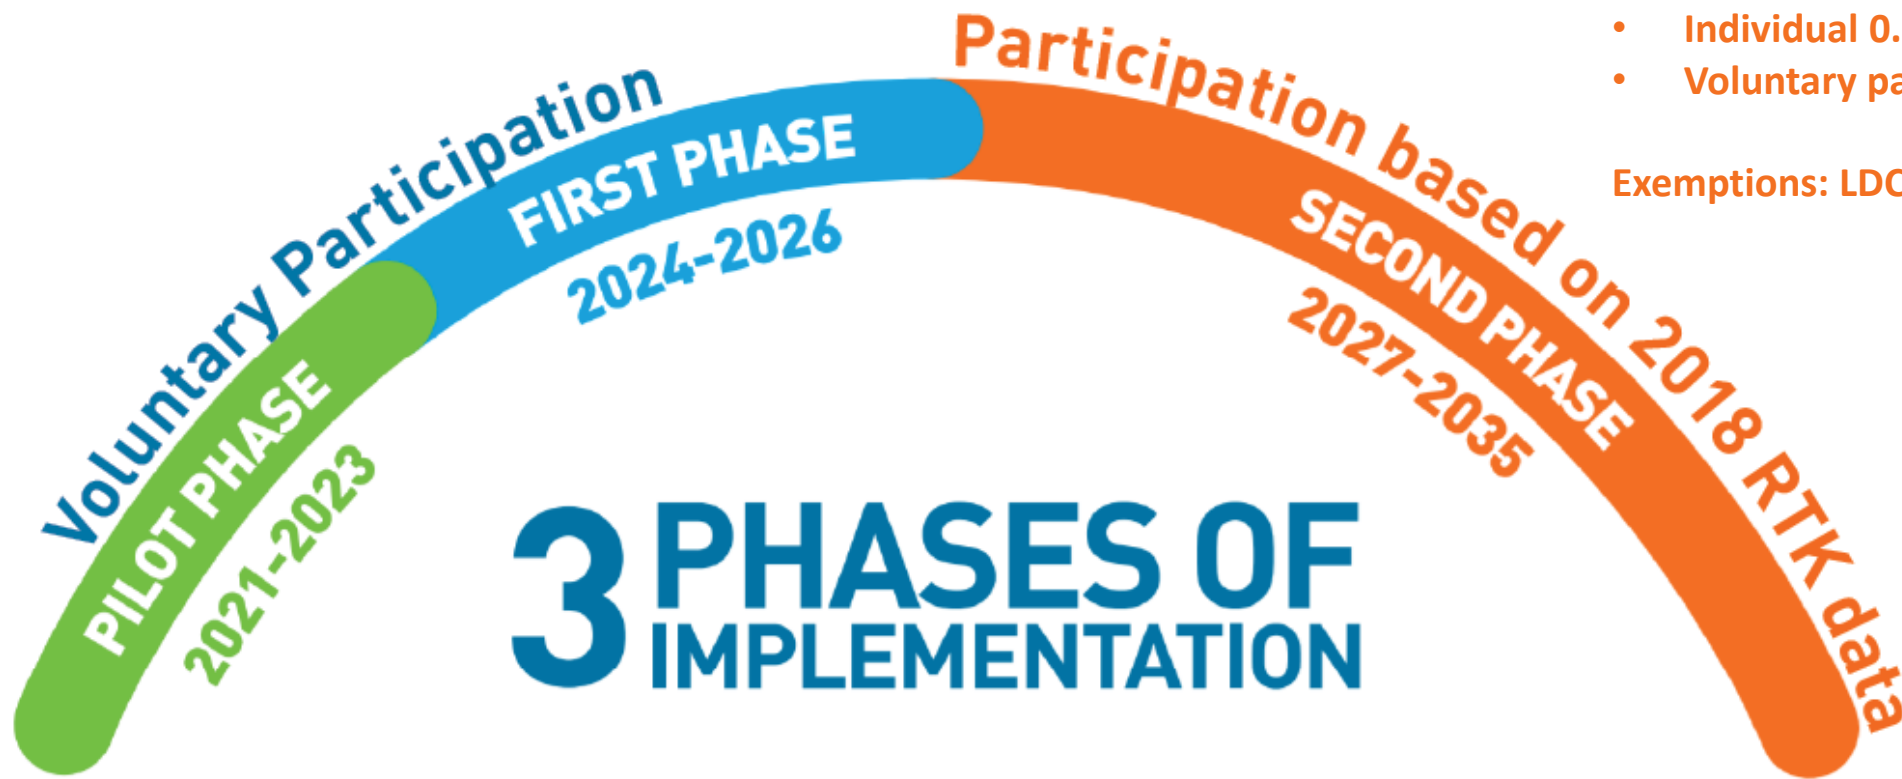 Voluntary Participation
PILOT PHASE
2021-2023
FIRST PHASE
2024-2026
Participation based on 2018 RTK data
SECOND PHASE
2027-2035
3 PHASES OF
IMPLEMENTATION
• Individual 0.
• Voluntary pa
Exemptions: LDC